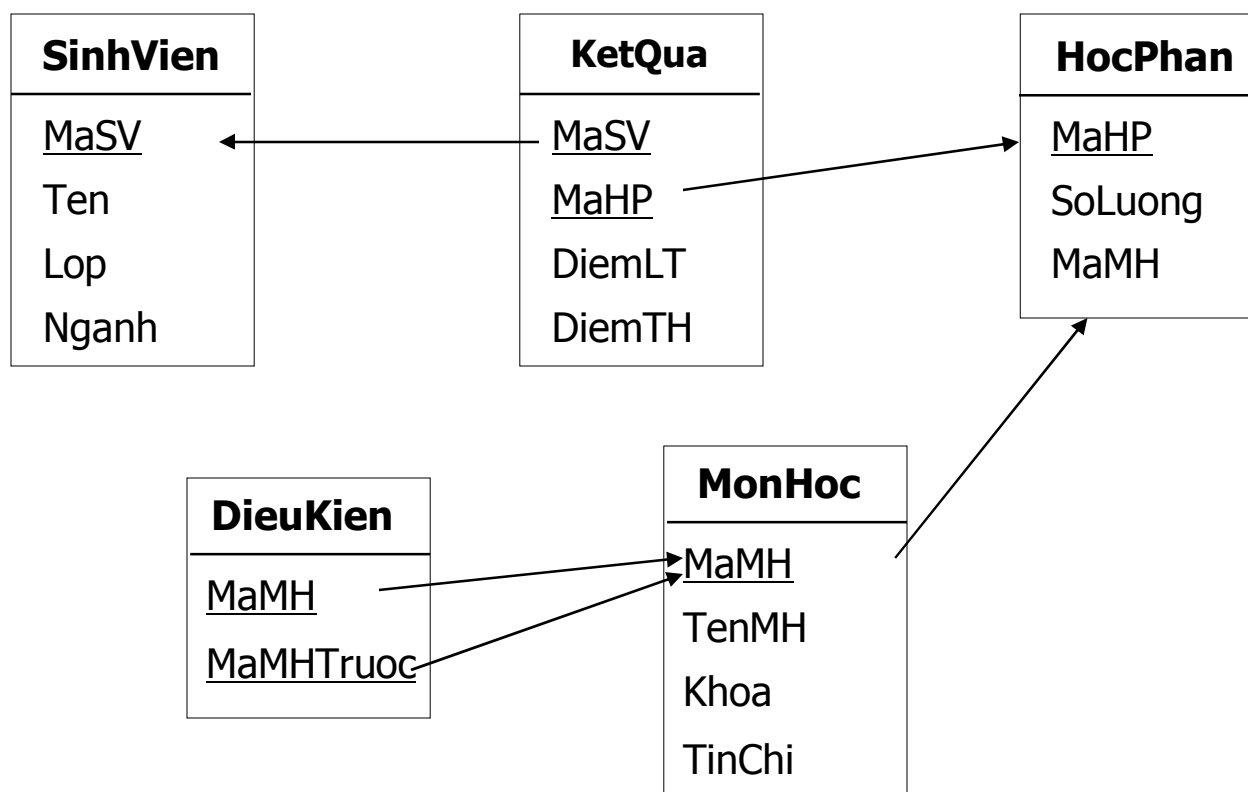 SinhVien
MaSV
Ten
Lop
Nganh
KetQua
MaSV
MaHP
DiemLT
DiemTH
HocPhan
MaHP
SoLuong
MaMH
DieuKien
MaMH
MaMHTruoc
MonHoc
MaMH
TenMH
Khoa
TinChi